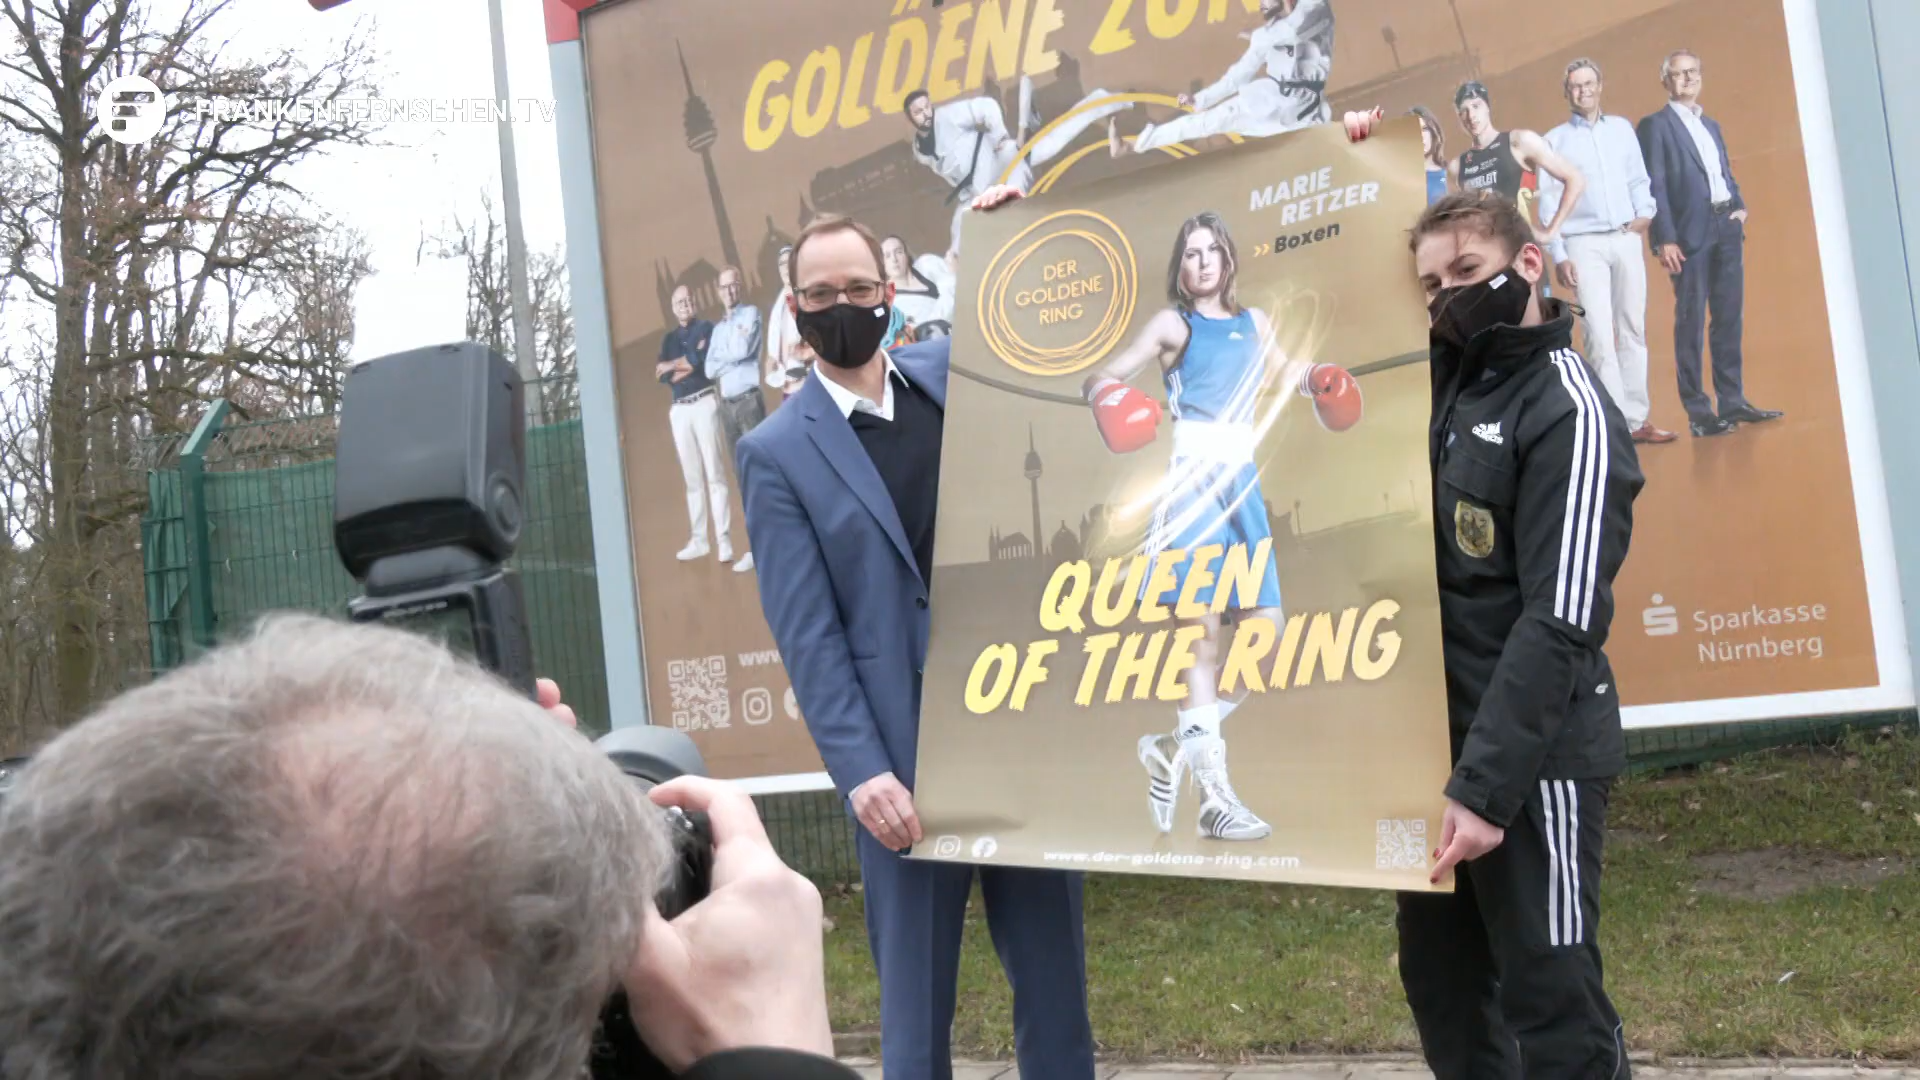 FRANKENFERNSEHEN.TV
GOLDENE
MARIE
RETZER
›› Boxen
DER
GOLDENE
RING
QUEEN
OF THE RING
Sparkasse
Nürnberg
www.
www.der-goldene-ring.com